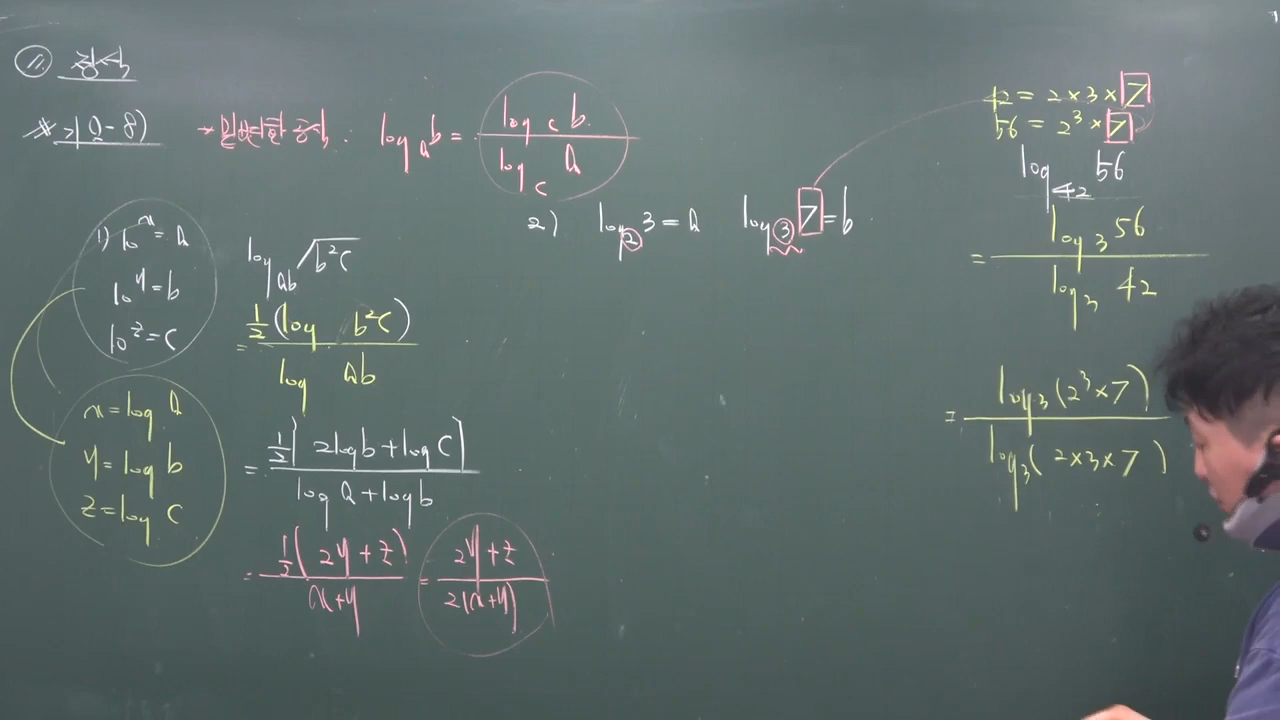 11 정석
※ 기 Q-8)
* 밑변환 공식 : log_a b = log_c b / log_c a
1) 10^x = a
10^y = b
10^z = c
x = log a
y = log b
z = log c
log_ab √(b²c)
= ½(log b²c) / log ab
= ½(2log b + log c) / (log a + log b)
= ½(2y + z) / (x + y) = (2y + z) / 2(x + y)
2) log_2 3 = a log_3 7 = b
42 = 2 × 3 × 7
56 = 2³ × 7
log_42 56
= log_3 56 / log_3 42
= log_3 (2³ × 7) / log_3 (2 × 3 × 7)